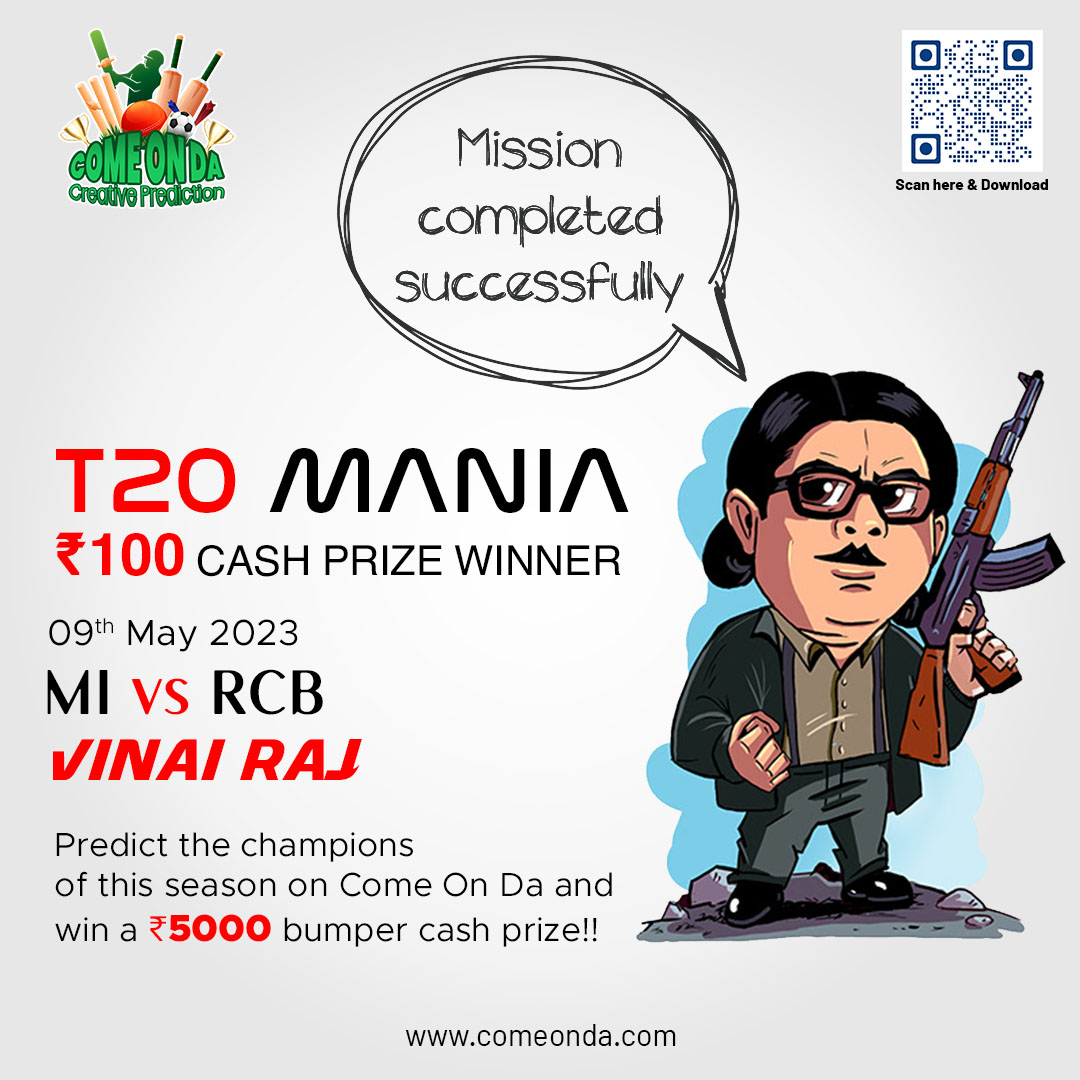 COME ON DA
Creative Prediction
Mission
completed
successfully
Scan here & Download
T20 MANIA
₹100 CASH PRIZE WINNER
09th May 2023
MI VS RCB
VINAI RAJ
Predict the champions
of this season on Come On Da and
win a ₹5000 bumper cash prize!!
www.comeonda.com